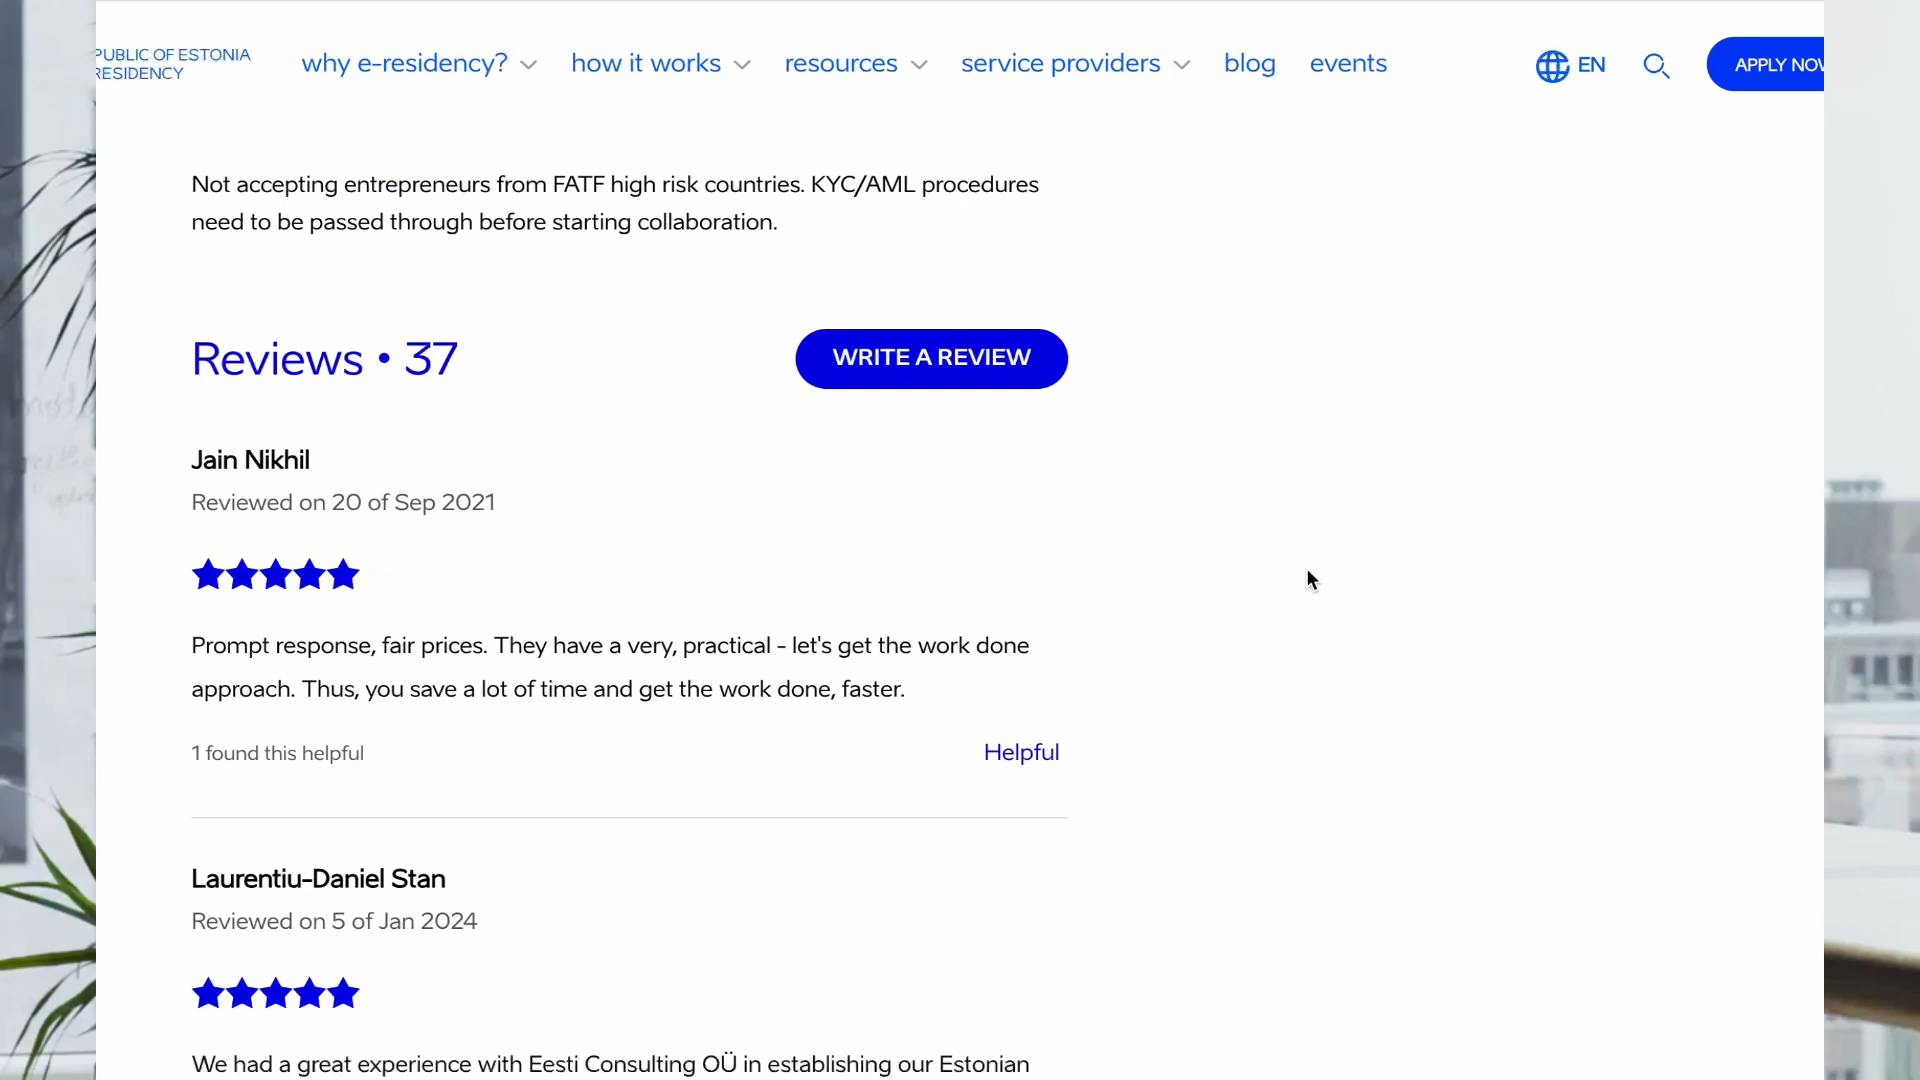 PUBLIC OF ESTONIA
RESIDENCY
why e-residency?
how it works
resources
service providers
blog
events
EN
APPLY NOW
Not accepting entrepreneurs from FATF high risk countries. KYC/AML procedures
need to be passed through before starting collaboration.
Reviews • 37
WRITE A REVIEW
Jain Nikhil
Reviewed on 20 of Sep 2021
Prompt response, fair prices. They have a very, practical - let's get the work done
approach. Thus, you save a lot of time and get the work done, faster.
1 found this helpful
Helpful
Laurentiu-Daniel Stan
Reviewed on 5 of Jan 2024
We had a great experience with Eesti Consulting OÜ in establishing our Estonian